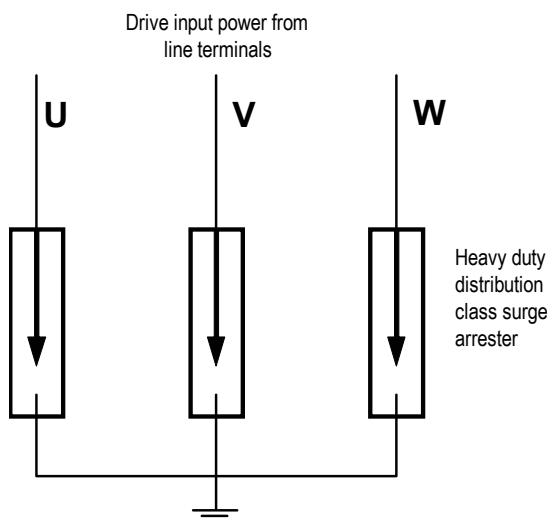 Drive input power from
line terminals
U
V
W
Heavy duty
distribution
class surge
arrester